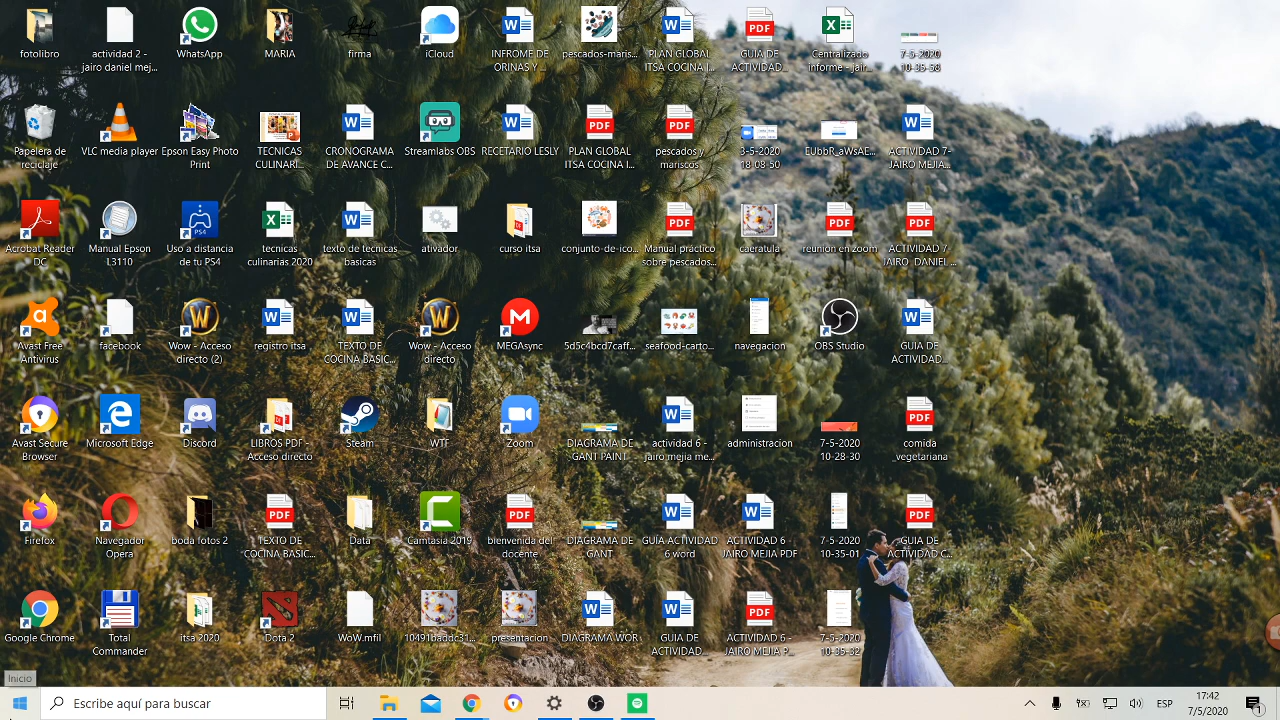 fotolo 2
actividad 2 -
jairo daniel ...
WhatsApp
MARIA
firma
iCloud
INFROME DE
ORINAS Y ...
pescados-maris...
PLAN GLOBAL
ITSA COCINA I...
GUIA DE
ACTIVIDAD ...
Centralizado
informe - jair...
7-5-2020
10-35-58
Papelera de
reciclaje
VLC media player
Epson Easy Photo
Print
TECNICAS
CULINARI...
CRONOGRAMA
DE AVANCE C...
Streamlabs OBS
RECETARIO LESLY
PLAN GLOBAL
ITSA COCINA I...
pescados y
mariscos
3-5-2020
18-08-50
EUbbR_aWsAE...
ACTIVIDAD 7-
JAIRO MEJIA...
Acrobat Reader
DC
Manual Epson
L3110
Uso a distancia
de PS4
tecnicas
culinarias 2020
texto de tecnicas
basicas
ativador
curso itsa
conjunto-de-ico...
Manual práctico
sobre pescados...
caeratula
reunion en zoom
ACTIVIDAD 7_
JAIRO_DANIEL_...
Avast Free
Antivirus
facebook
Wow - Acceso
directo (2)
registro itsa
TEXTO DE
COCINA BASIC...
Wow - Acceso
directo
MEGAsync
5d5c4bcd7caff...
seafood-carto...
navegacion
OBS Studio
GUIA DE
ACTIVIDAD...
Avast Secure
Browser
Microsoft Edge
Discord
LIBROS PDF -
Acceso directo
Steam
WTF
Zoom
DIAGRAMA DE
GANT PAINT
actividad 6 -
jairo mejia me...
administracion
7-5-2020
10-28-30
comida
_vegetariana
Firefox
Navegador
Opera
boda fotos 2
TEXTO DE
COCINA BASIC...
Data
Camtasia 2019
bienvenida del
docente
DIAGRAMA DE
GANT
GUÍA ACTIVIDAD
6 word
ACTIVIDAD 6 -
JAIRO MEJIA PDF
7-5-2020
10-35-01
GUIA DE
ACTIVIDAD C...
Google Chrome
Total
Commander
itsa 2020
Dota 2
WoW.mfil
10491badd-31...
presentacion
DIAGRAMA WOR
GUIA DE
ACTIVIDAD
ACTIVIDAD 6 -
JAIRO MEJIA P...
7-5-2020
10-35-32
Inicio
Escribe aquí para buscar
ESP
17:42
7/5/2020